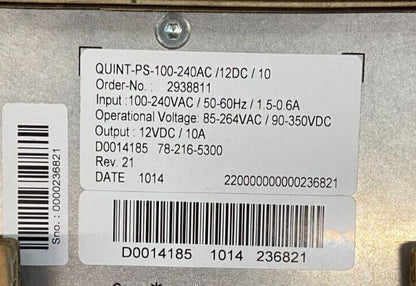 QUINT-PS-100-240AC /12DC / 10
Order-No.: 2938811
Input :100-240VAC / 50-60Hz / 1.5-0.6A
Operational Voltage: 85-264VAC / 90-350VDC
Output : 12VDC / 10A
D0014185 78-216-5300
Rev. 21
DATE 1014 220000000000236821
D0014185 1014 236821
Sno. : 0000236821